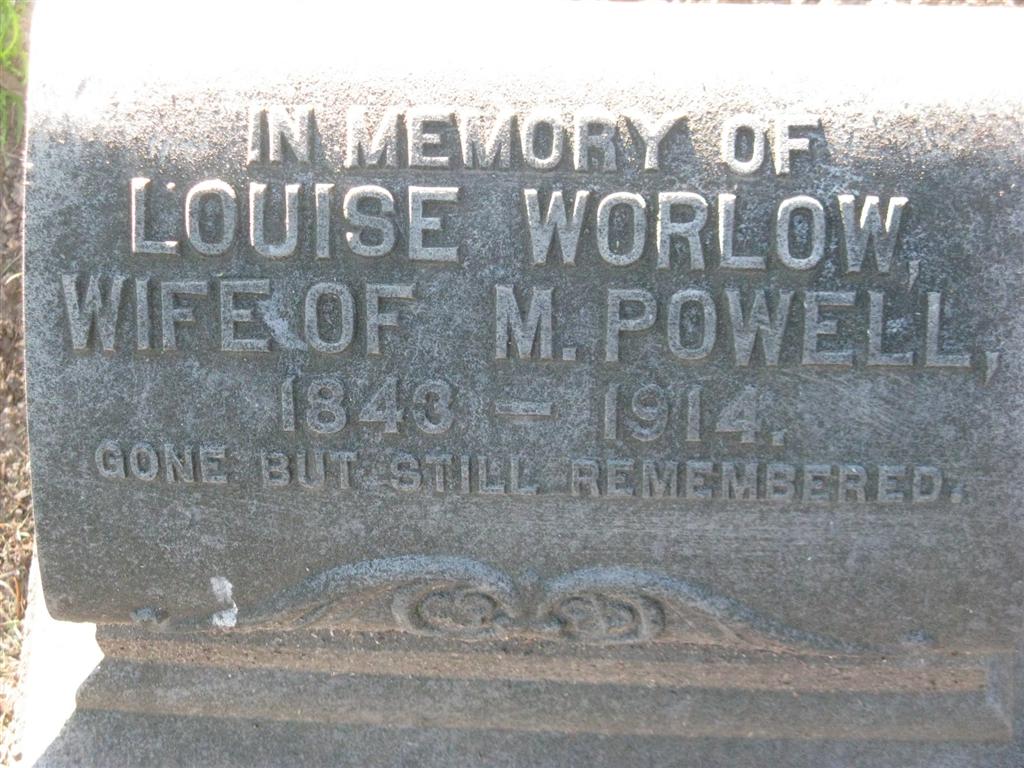 IN MEMORY OF
LOUISE WORLOW,
WIFE OF M. POWELL,
1843 — 1914.
GONE BUT STILL REMEMBERED.